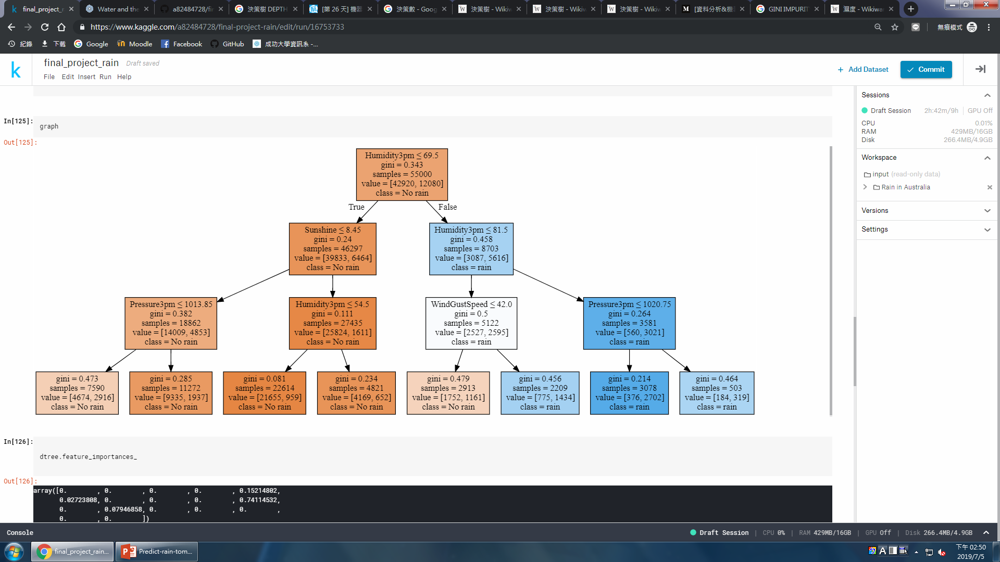 final_project_r
Water and the
a82484728/fin
決策樹 DEPTH
[第 26 天] 機器
決策數 - Goog
決策樹 - Wikiw
決策樹 - Wikiw
決策樹 - Wikiw
[資料分析&機
GINI IMPURIT
濕度 - Wikiwan
https://www.kaggle.com/a82484728/final-project-rain/edit/run/16753733
無痕模式
紀錄
下載
Google
Moodle
Facebook
GitHub
成功大學資訊系 -...
k
final_project_rain
Draft saved
File Edit Insert Run Help
+ Add Dataset
Commit
In[125]:
graph
Out[125]:
Humidity3pm ≤ 69.5
gini = 0.343
samples = 55000
value = [42920, 12080]
class = No rain
True
False
Sunshine ≤ 8.45
gini = 0.24
samples = 46297
value = [39833, 6464]
class = No rain
Humidity3pm ≤ 81.5
gini = 0.458
samples = 8703
value = [3087, 5616]
class = rain
Pressure3pm ≤ 1013.85
gini = 0.382
samples = 18862
value = [14009, 4853]
class = No rain
Humidity3pm ≤ 54.5
gini = 0.111
samples = 27435
value = [25824, 1611]
class = No rain
WindGustSpeed ≤ 42.0
gini = 0.5
samples = 5122
value = [2527, 2595]
class = rain
Pressure3pm ≤ 1020.75
gini = 0.264
samples = 3581
value = [560, 3021]
class = rain
gini = 0.473
samples = 7590
value = [4674, 2916]
class = No rain
gini = 0.285
samples = 11272
value = [9335, 1937]
class = No rain
gini = 0.081
samples = 22614
value = [21655, 959]
class = No rain
gini = 0.234
samples = 4821
value = [4169, 652]
class = No rain
gini = 0.479
samples = 2913
value = [1752, 1161]
class = No rain
gini = 0.456
samples = 2209
value = [775, 1434]
class = rain
gini = 0.214
samples = 3078
value = [376, 2702]
class = rain
gini = 0.464
samples = 503
value = [184, 319]
class = rain
In[126]:
dtree.feature_importances_
Out[126]:
array([0.        , 0.        , 0.        , 0.        , 0.15214802,
0.02723808, 0.        , 0.        , 0.        , 0.74114532,
0.        , 0.07946858, 0.        , 0.        , 0.        ,
0.        , 0.        ])
Sessions
Draft Session 2h:42m/9h GPU Off
CPU 0.01%
RAM 429MB/16GB
Disk 266.4MB/4.9GB
Workspace
input (read-only data)
Rain in Australia
Versions
Settings
Console
Draft Session | CPU 0% | RAM 429MB/16GB | GPU Off | Disk 266.4MB/4.9GB
final_project_rain...
Predict-rain-tom...
A
下午 02:50
2019/7/5